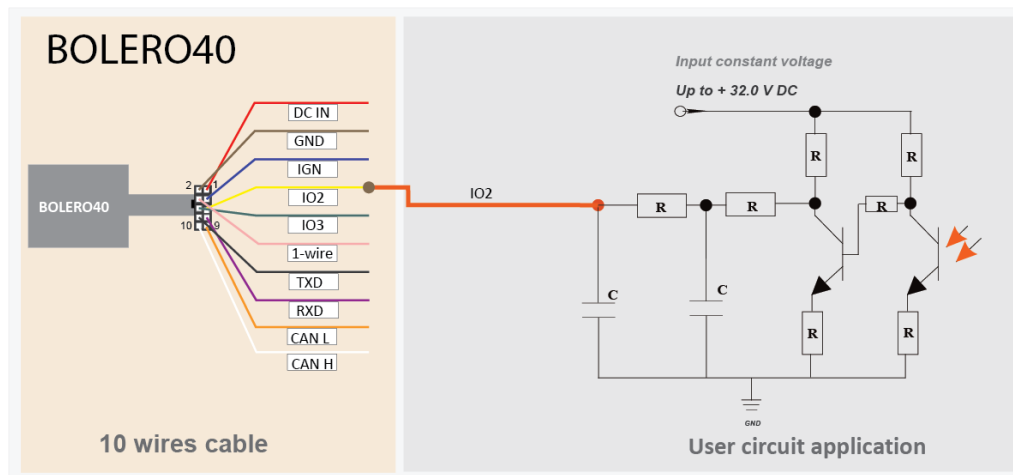 BOLERO40
Input constant voltage
Up to + 32.0 V DC
DC IN
GND
IGN
IO2
IO3
1-wire
TXD
RXD
CAN L
CAN H
2
1
10
9
BOLERO40
IO2
R
R
R
R
R
R
R
C
C
GND
10 wires cable
User circuit application